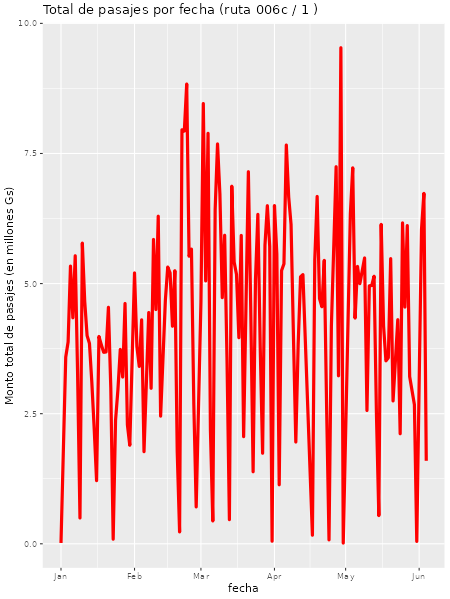 Total de pasajes por fecha (ruta 006c / 1 )
Monto total de pasajes (en millones Gs)
10.0
7.5
5.0
2.5
0.0
Jan Feb Mar Apr May Jun
fecha